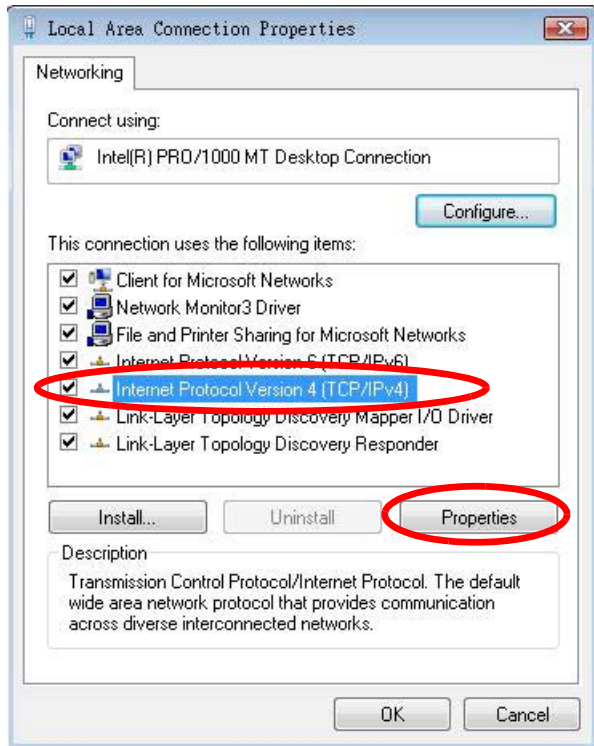 Local Area Connection Properties
Networking
Connect using:
Intel(R) PRO/1000 MT Desktop Connection
Configure...
This connection uses the following items:
Client for Microsoft Networks
Network Monitor3 Driver
File and Printer Sharing for Microsoft Networks
Internet Protocol Version 6 (TCP/IPv6)
Internet Protocol Version 4 (TCP/IPv4)
Link-Layer Topology Discovery Mapper I/O Driver
Link-Layer Topology Discovery Responder
Install...
Uninstall
Properties
Description
Transmission Control Protocol/Internet Protocol. The default
wide area network protocol that provides communication
across diverse interconnected networks.
OK
Cancel